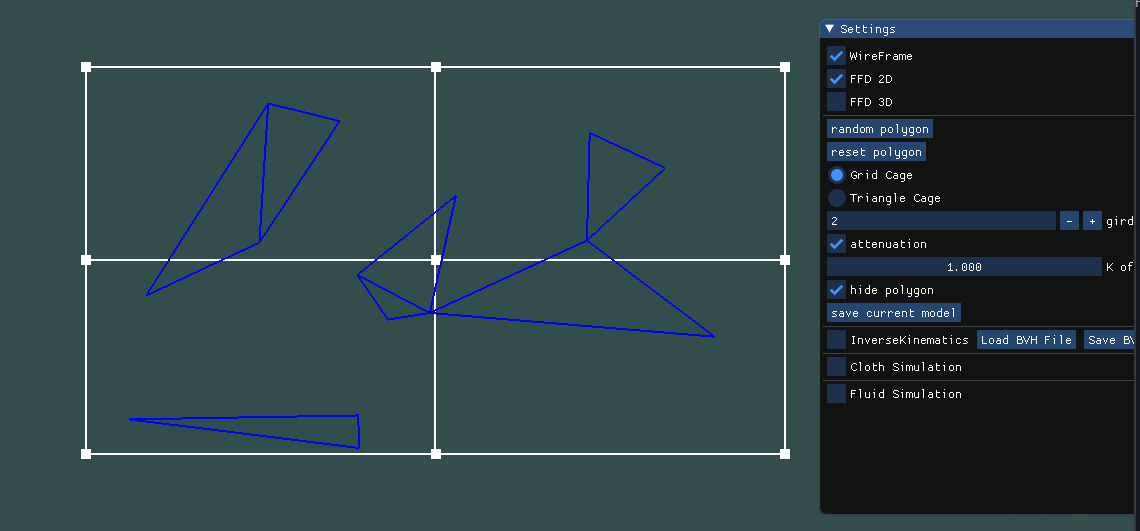 Settings
WireFrame
FFD 2D
FFD 3D
random polygon
reset polygon
Grid Cage
Triangle Cage
2 - + gird
attenuation
1.000 K of
hide polygon
save current model
InverseKinematics Load BVH File Save BV
Cloth Simulation
Fluid Simulation